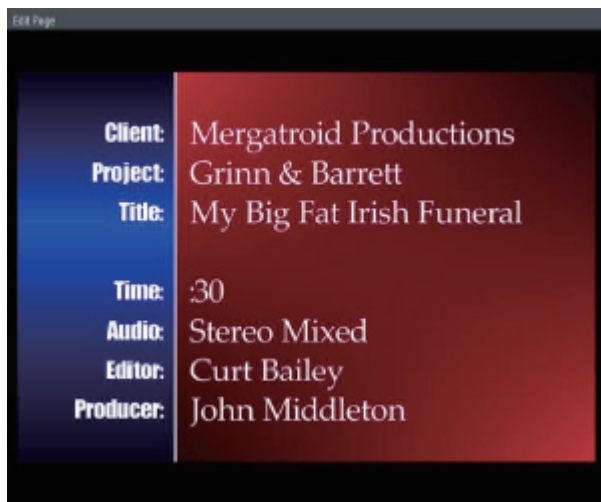 Edit Page
Client: Mergatroid Productions
Project: Grinn & Barrett
Title: My Big Fat Irish Funeral
Time: :30
Audio: Stereo Mixed
Editor: Curt Bailey
Producer: John Middleton